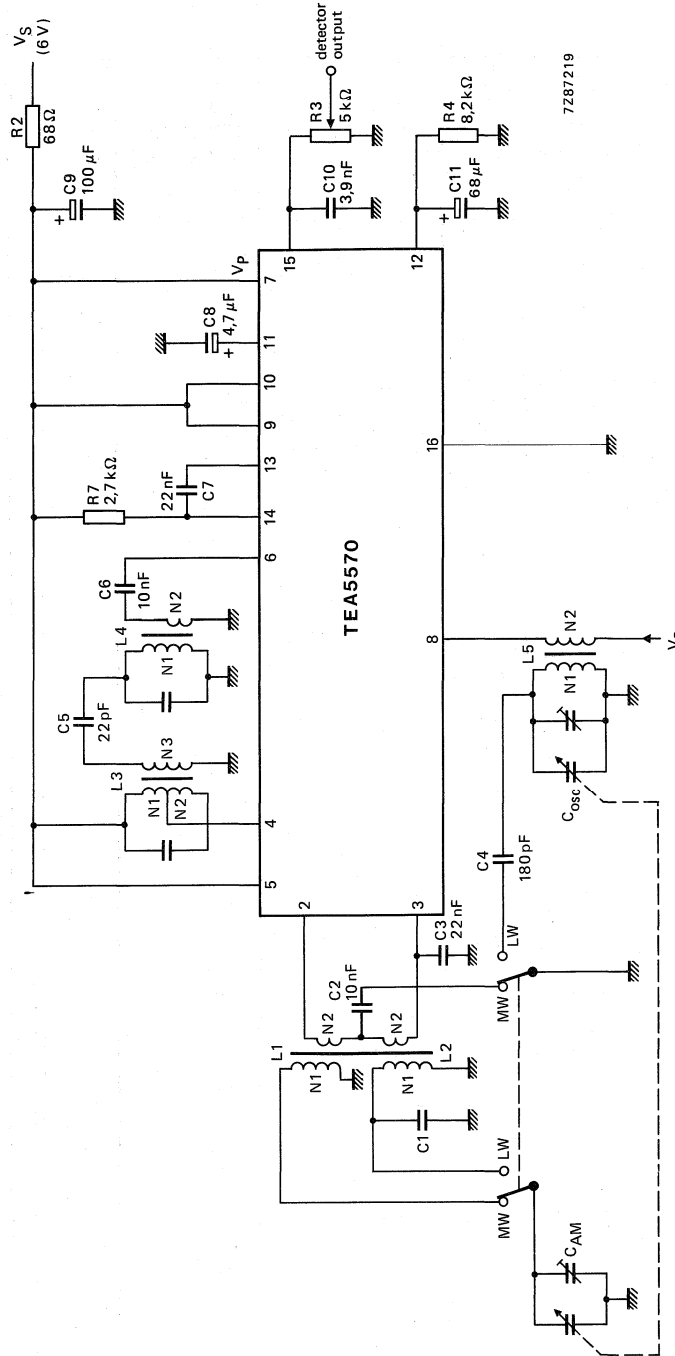 V_S
(6 V)
R2
68 Ω
+
C9
100 μF
detector
output
R3
5 kΩ
C10
3,9 nF
R4
8,2 kΩ
+
C11
68 μF
7Z87219
15
12
V_P
7
C8
4,7 μF
+
11
10
9
R7
2,7 kΩ
22 nF
C7
13
14
6
C6
10 nF
N2
L4
N1
C5
22 pF
N3
L3
N1
N2
4
5
TEA5570
16
8
2
3
N2
L5
N1
C_osc
C4
180 pF
LW
MW
C3
22 nF
C2
10 nF
N2
N2
L1
L2
N1
N1
C1
LW
MW
C_AM